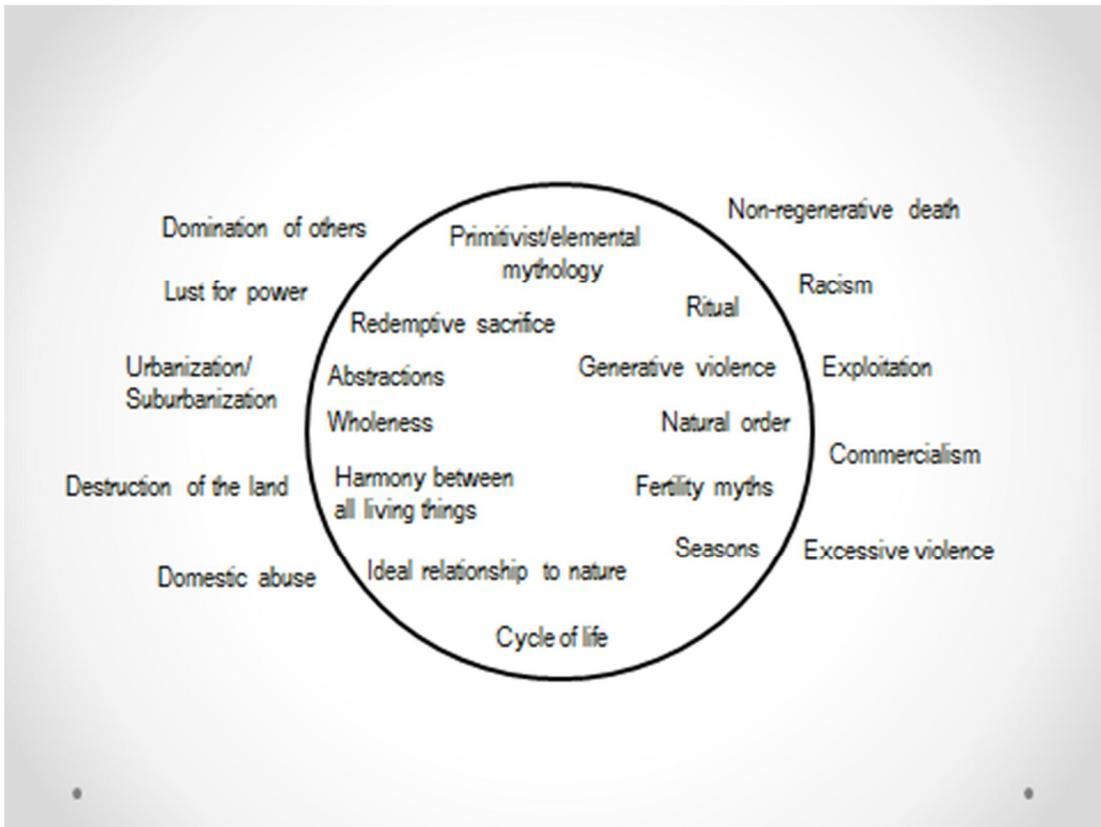 Non-regenerative death
Domination of others
Primitivist/elemental
mythology
Lust for power
Racism
Ritual
Redemptive sacrifice
Urbanization/
Suburbanization
Abstractions
Generative violence
Exploitation
Wholeness
Natural order
Commercialism
Destruction of the land
Harmony between
all living things
Fertility myths
Seasons
Excessive violence
Domestic abuse
Ideal relationship to nature
Cycle of life